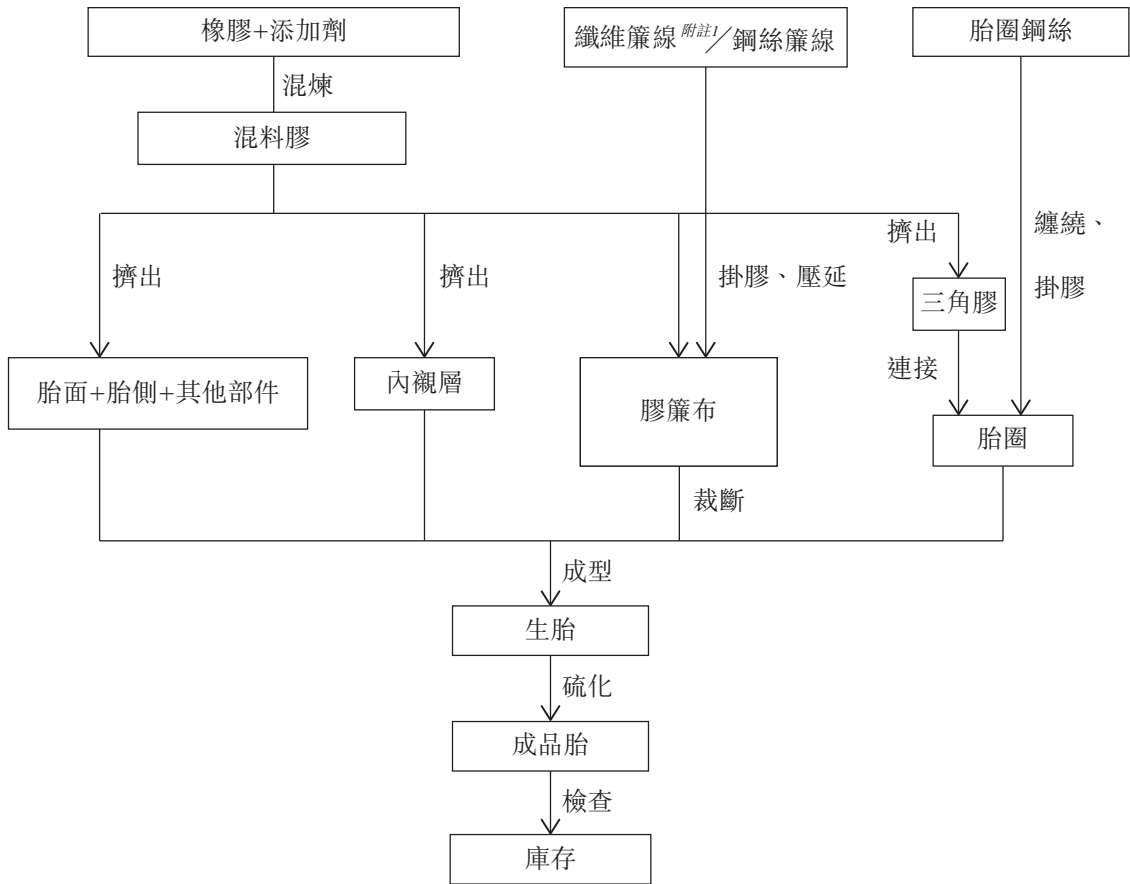 橡膠+添加劑
纖維簾線附註1/鋼絲簾線
胎圈鋼絲
混煉
混料膠
擠出
擠出
掛膠、壓延
擠出
纏繞、
掛膠
三角膠
連接
胎面+胎側+其他部件
內襯層
膠簾布
胎圈
裁斷
成型
生胎
硫化
成品胎
檢查
庫存